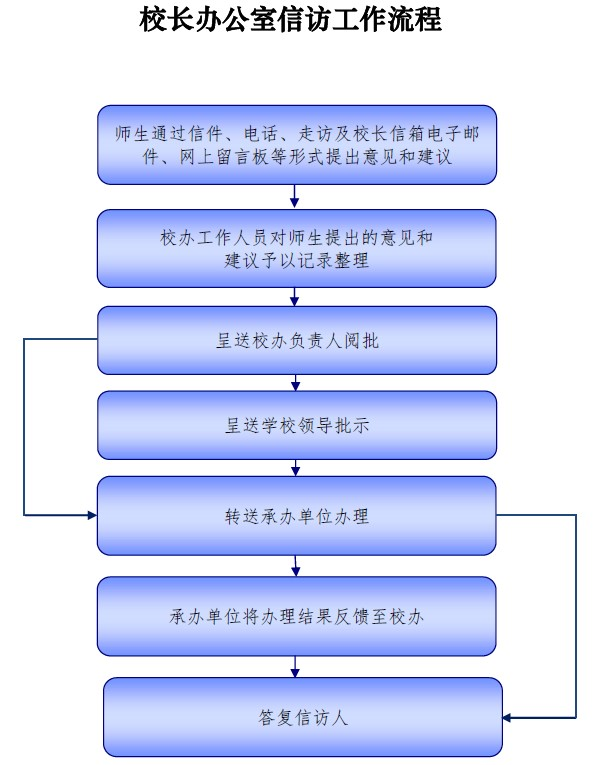 校长办公室信访工作流程
师生通过信件、电话、走访及校长信箱电子邮
件、网上留言板等形式提出意见和建议
校办工作人员对师生提出的意见和
建议予以记录整理
呈送校办负责人阅批
呈送学校领导批示
转送承办单位办理
承办单位将办理结果反馈至校办
答复信访人